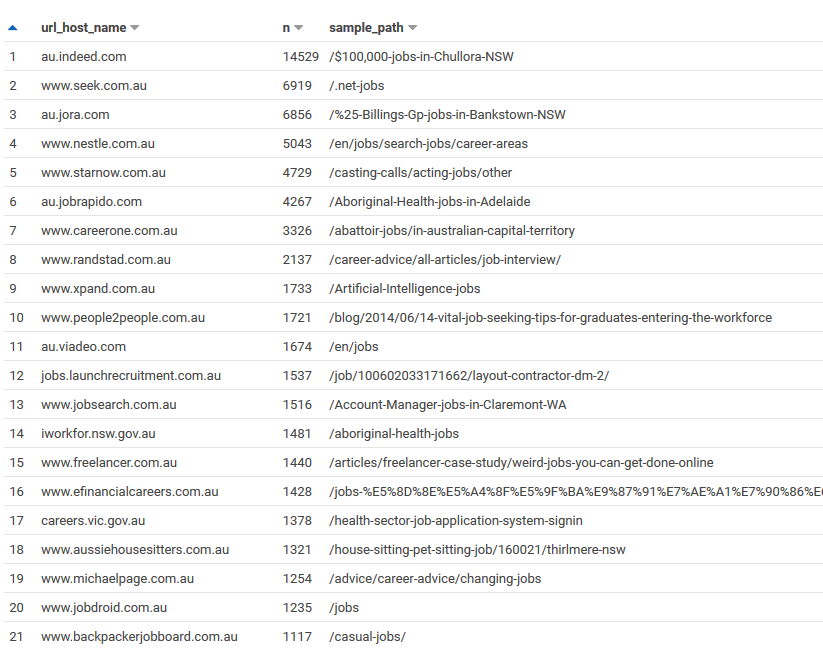 url_host_name n sample_path
1 au.indeed.com 14529 /$100,000-jobs-in-Chullora-NSW
2 www.seek.com.au 6919 /.net-jobs
3 au.jora.com 6856 /%25-Billings-Gp-jobs-in-Bankstown-NSW
4 www.nestle.com.au 5043 /en/jobs/search-jobs/career-areas
5 www.starnow.com.au 4729 /casting-calls/acting-jobs/other
6 au.jobrapido.com 4267 /Aboriginal-Health-jobs-in-Adelaide
7 www.careerone.com.au 3326 /abattoir-jobs/in-australian-capital-territory
8 www.randstad.com.au 2137 /career-advice/all-articles/job-interview/
9 www.xpand.com.au 1733 /Artificial-Intelligence-jobs
10 www.people2people.com.au 1721 /blog/2014/06/14-vital-job-seeking-tips-for-graduates-entering-the-workforce
11 au.viadeo.com 1674 /en/jobs
12 jobs.launchrecruitment.com.au 1537 /job/100602033171662/layout-contractor-dm-2/
13 www.jobsearch.com.au 1516 /Account-Manager-jobs-in-Claremont-WA
14 iworkfor.nsw.gov.au 1481 /aboriginal-health-jobs
15 www.freelancer.com.au 1440 /articles/freelancer-case-study/weird-jobs-you-can-get-done-online
16 www.efinancialcareers.com.au 1428 /jobs-%E5%8D%8E%E5%A4%8F%E5%9F%BA%E9%87%91%E7%AE%A1%E7%90%86%E6
17 careers.vic.gov.au 1378 /health-sector-job-application-system-signin
18 www.aussiehousesitters.com.au 1321 /house-sitting-pet-sitting-job/160021/thirlmere-nsw
19 www.michaelpage.com.au 1254 /advice/career-advice/changing-jobs
20 www.jobdroid.com.au 1235 /jobs
21 www.backpackerjobboard.com.au 1117 /casual-jobs/